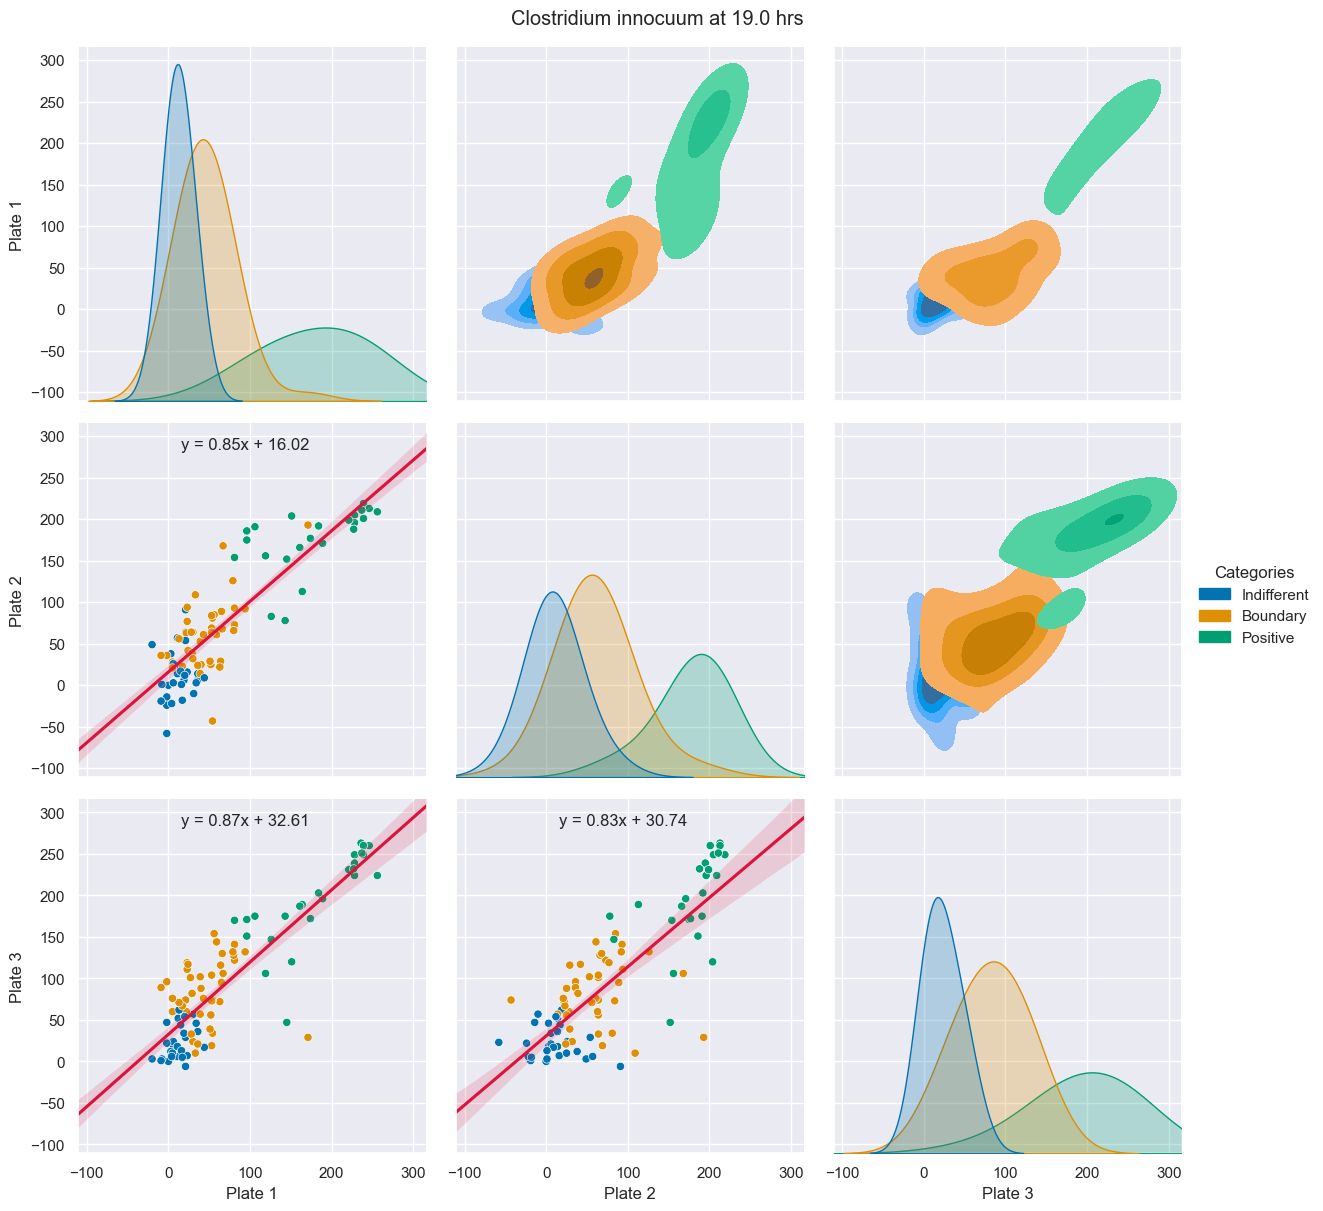 Clostridium innocuum at 19.0 hrs
Plate 1
300
250
200
150
100
50
0
−50
−100
Plate 2
300
250
200
150
100
50
0
−50
−100
y = 0.85x + 16.02
Categories
Indifferent
Boundary
Positive
Plate 3
300
250
200
150
100
50
0
−50
−100
y = 0.87x + 32.61
y = 0.83x + 30.74
−100 0 100 200 300
−100 0 100 200 300
−100 0 100 200 300
Plate 1
Plate 2
Plate 3